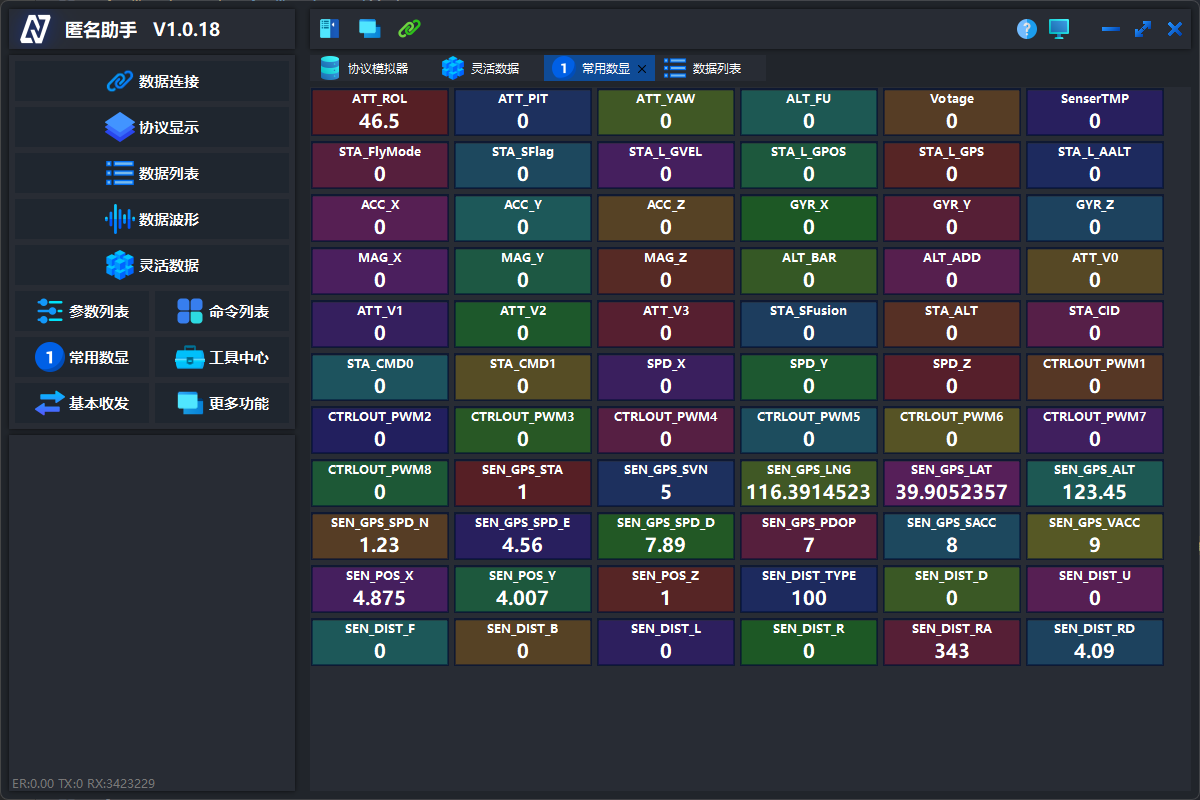 匿名助手 V1.0.18
数据连接
协议显示
数据列表
数据波形
灵活数据
参数列表 命令列表
1 常用数显 工具中心
基本收发 更多功能
ER:0.00 TX:0 RX:3423229
?
协议模拟器 灵活数据 1 常用数显 × 数据列表
ATT_ROL ATT_PIT ATT_YAW ALT_FU Votage SenserTMP
46.5 0 0 0 0 0
STA_FlyMode STA_SFlag STA_L_GVEL STA_L_GPOS STA_L_GPS STA_L_AALT
0 0 0 0 0 0
ACC_X ACC_Y ACC_Z GYR_X GYR_Y GYR_Z
0 0 0 0 0 0
MAG_X MAG_Y MAG_Z ALT_BAR ALT_ADD ATT_V0
0 0 0 0 0 0
ATT_V1 ATT_V2 ATT_V3 STA_SFusion STA_ALT STA_CID
0 0 0 0 0 0
STA_CMD0 STA_CMD1 SPD_X SPD_Y SPD_Z CTRLOUT_PWM1
0 0 0 0 0 0
CTRLOUT_PWM2 CTRLOUT_PWM3 CTRLOUT_PWM4 CTRLOUT_PWM5 CTRLOUT_PWM6 CTRLOUT_PWM7
0 0 0 0 0 0
CTRLOUT_PWM8 SEN_GPS_STA SEN_GPS_SVN SEN_GPS_LNG SEN_GPS_LAT SEN_GPS_ALT
0 1 5 116.3914523 39.9052357 123.45
SEN_GPS_SPD_N SEN_GPS_SPD_E SEN_GPS_SPD_D SEN_GPS_PDOP SEN_GPS_SACC SEN_GPS_VACC
1.23 4.56 7.89 7 8 9
SEN_POS_X SEN_POS_Y SEN_POS_Z SEN_DIST_TYPE SEN_DIST_D SEN_DIST_U
4.875 4.007 1 100 0 0
SEN_DIST_F SEN_DIST_B SEN_DIST_L SEN_DIST_R SEN_DIST_RA SEN_DIST_RD
0 0 0 0 343 4.09